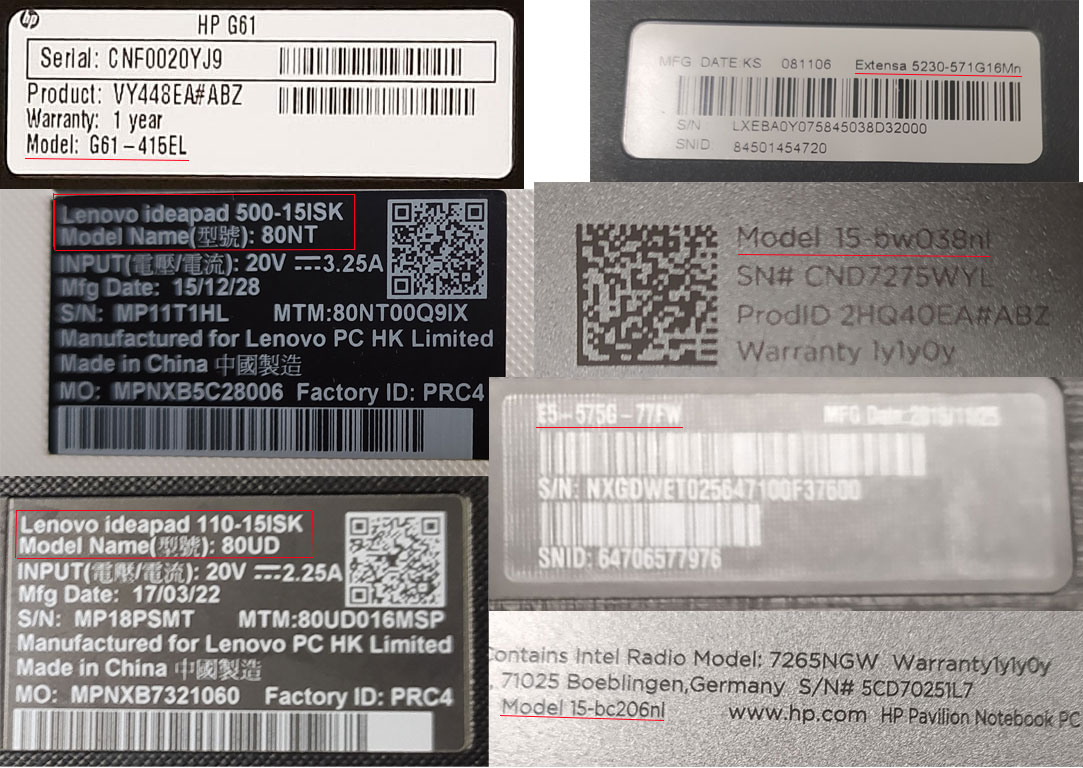 hp
HP G61
Serial: CNF0020YJ9
Product: VY448EA#ABZ
Warranty: 1 year
Model: G61-415EL
MFG DATE KS 081106 Extensa 5230-571G16Mn
S/N : LXEBA0Y075845038D32000
SNID 84501454720
Lenovo ideapad 500-15ISK
Model Name(型號): 80NT
INPUT(電壓/電流): 20V ⎓3.25A
Mfg Date: 15/12/28
S/N: MP11T1HL MTM:80NT00Q9IX
Manufactured for Lenovo PC HK Limited
Made in China 中國製造
MO: MPNXB5C28006 Factory ID: PRC4
Model 15-bw038nl
SN# CND7275WYL
ProdID 2HQ40EA#ABZ
Warranty 1y1y0y
E5-575G-77FW MFG Date:
S/N: NXGDWET025647100F37600
SNID: 64706577976
Lenovo ideapad 110-15ISK
Model Name(型號): 80UD
INPUT(電壓/電流): 20V ⎓2.25A
Mfg Date: 17/03/22
S/N: MP18PSMT MTM:80UD016MSP
Manufactured for Lenovo PC HK Limited
Made in China 中國製造
MO: MPNXB7321060 Factory ID: PRC4
Contains Intel Radio Model: 7265NGW Warranty1y1y0y
, 71025 Boeblingen,Germany S/N# 5CD70251L7
Model 15-bc206nl www.hp.com HP Pavilion Notebook PC